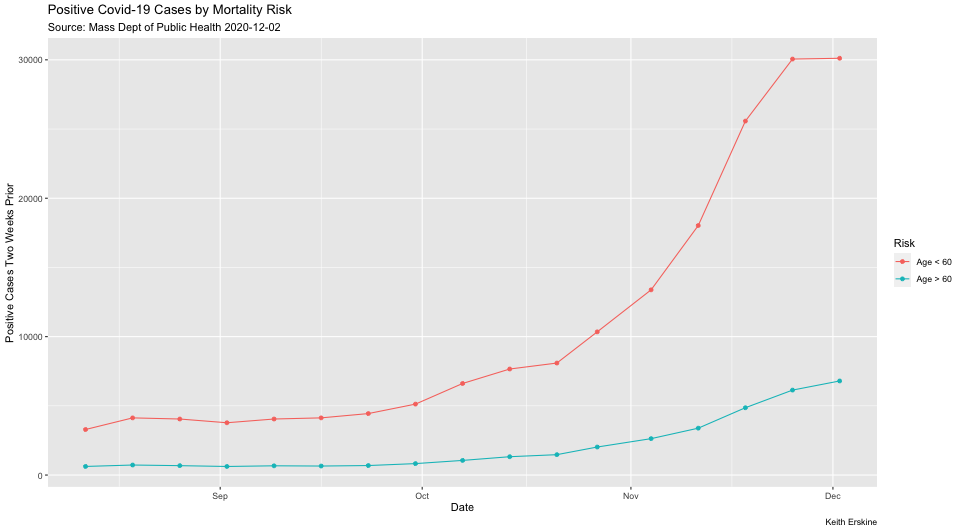 Positive Covid-19 Cases by Mortality Risk
Source: Mass Dept of Public Health 2020-12-02
Positive Cases Two Weeks Prior
30000
20000
10000
0
Sep
Oct
Nov
Dec
Date
Risk
Age < 60
Age > 60
Keith Erskine